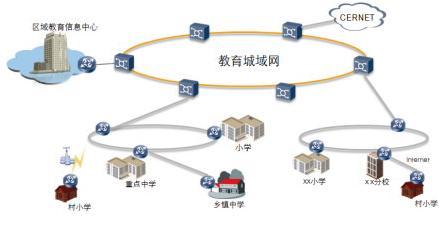 CERNET
区域教育信息中心
教育城域网
小学
重点中学
村小学
乡镇中学
xx小学
xx分校
Internet
村小学